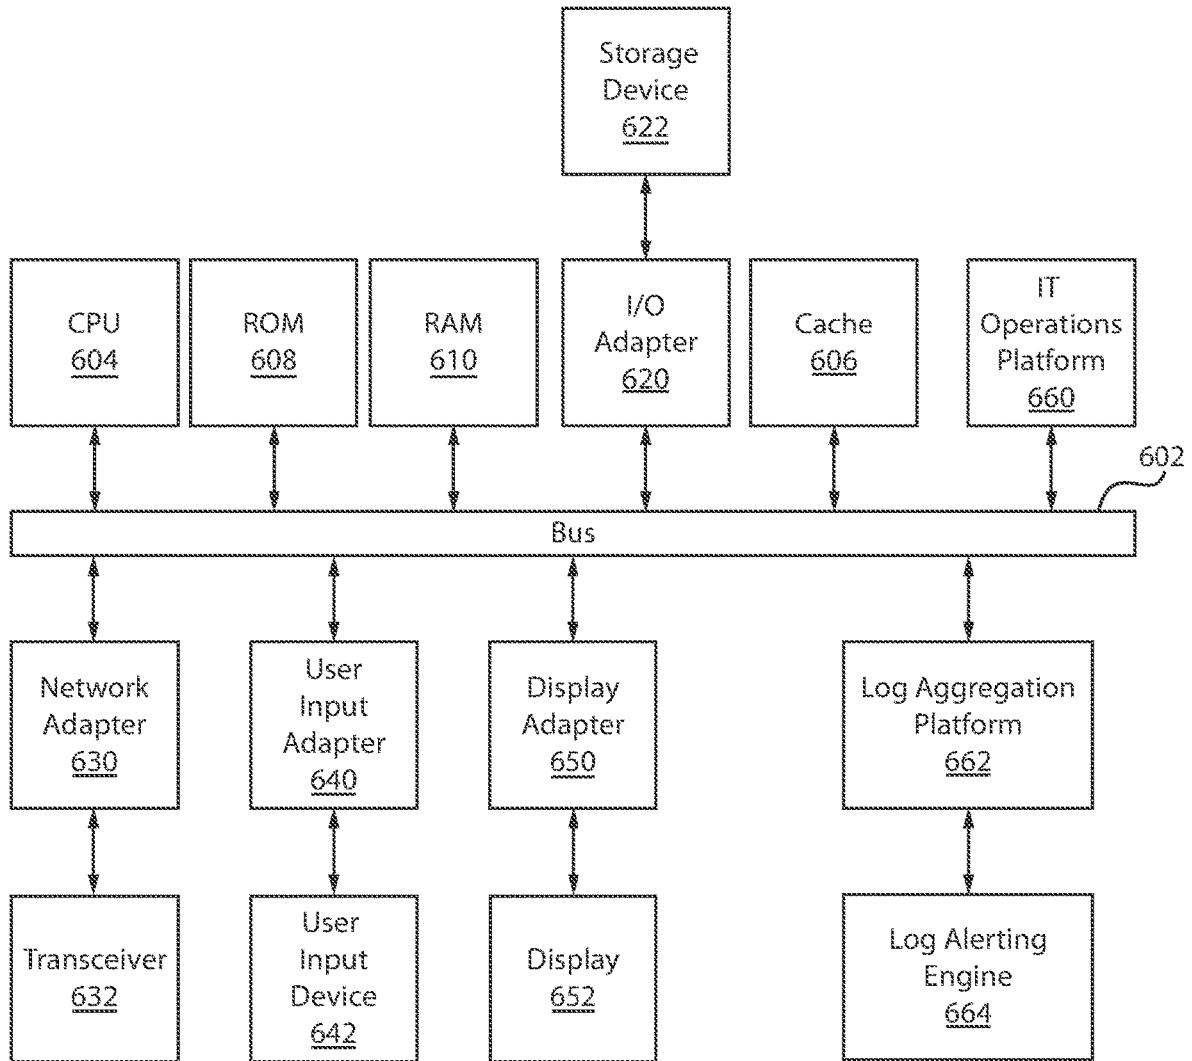 Storage
Device
622
CPU
604
ROM
608
RAM
610
I/O
Adapter
620
Cache
606
IT
Operations
Platform
660
602
Bus
Network
Adapter
630
User
Input
Adapter
640
Display
Adapter
650
Log Aggregation
Platform
662
Transceiver
632
User
Input
Device
642
Display
652
Log Alerting
Engine
664